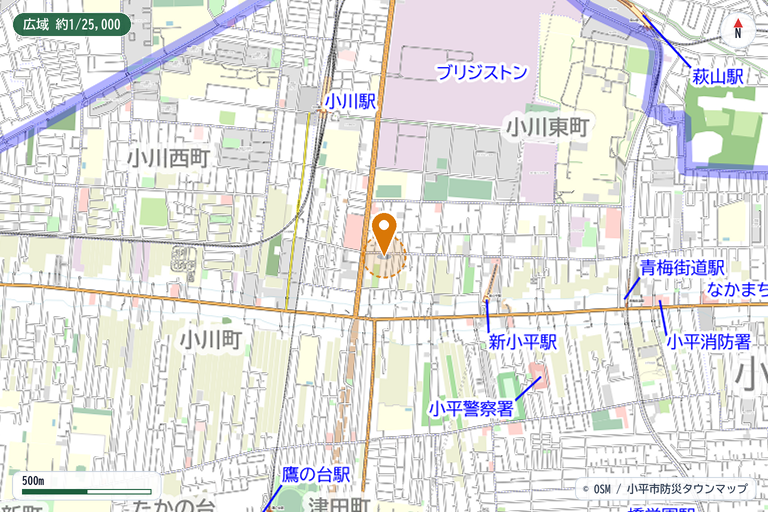 広域 約1/25,000
N
萩山駅
ブリヂストン
小川駅
小川東町
小川西町
青梅街道駅
なかまち
小川町
新小平駅
小平消防署
小
小平警察署
鷹の台駅
500m
© OSM / 小平市防災タウンマップ
たかの台
津田町